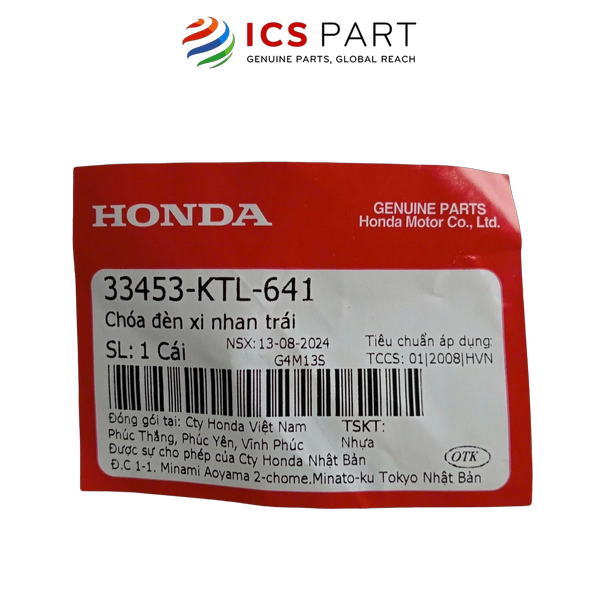 ICS PART
GENUINE PARTS, GLOBAL REACH
HONDA
GENUINE PARTS
Honda Motor Co., Ltd.
33453-KTL-641
Chóa đèn xi nhan trái
SL: 1 Cái
NSX: 13-08-2024
G4M13S
Tiêu chuẩn áp dụng:
TCCS: 01|2008|HVN
Đóng gói tại: Cty Honda Việt Nam
Phúc Thắng, Phúc Yên, Vĩnh Phúc
TSKT:
Nhựa
Được sự cho phép của Cty Honda Nhật Bản
Đ.C 1-1. Minami Aoyama 2-chome.Minato-ku Tokyo Nhật Bản
OTK